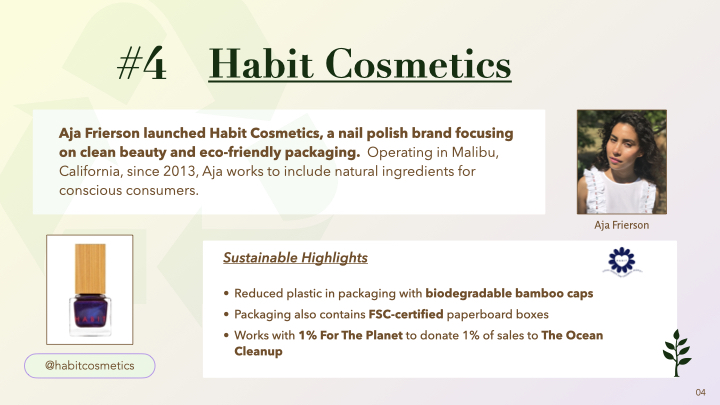 #4 Habit Cosmetics
Aja Frierson launched Habit Cosmetics, a nail polish brand focusing
on clean beauty and eco-friendly packaging. Operating in Malibu,
California, since 2013, Aja works to include natural ingredients for
conscious consumers.
Aja Frierson
Sustainable Highlights
• Reduced plastic in packaging with biodegradable bamboo caps
• Packaging also contains FSC-certified paperboard boxes
• Works with 1% For The Planet to donate 1% of sales to The Ocean
Cleanup
@habitcosmetics
04